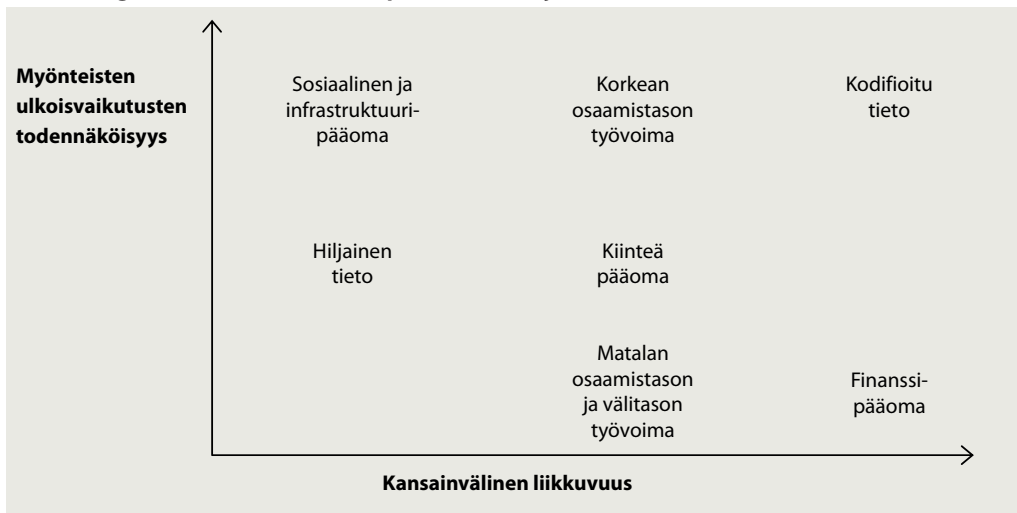 Myönteisten
ulkoisvaikutusten
todennäköisyys
Sosiaalinen ja
infrastruktuuri-
pääoma
Korkean
osaamistason
työvoima
Kodifioitu
tieto
Hiljainen
tieto
Kiinteä
pääoma
Matalan
osaamistason
ja välitason
työvoima
Finanssi-
pääoma
Kansainvälinen liikkuvuus